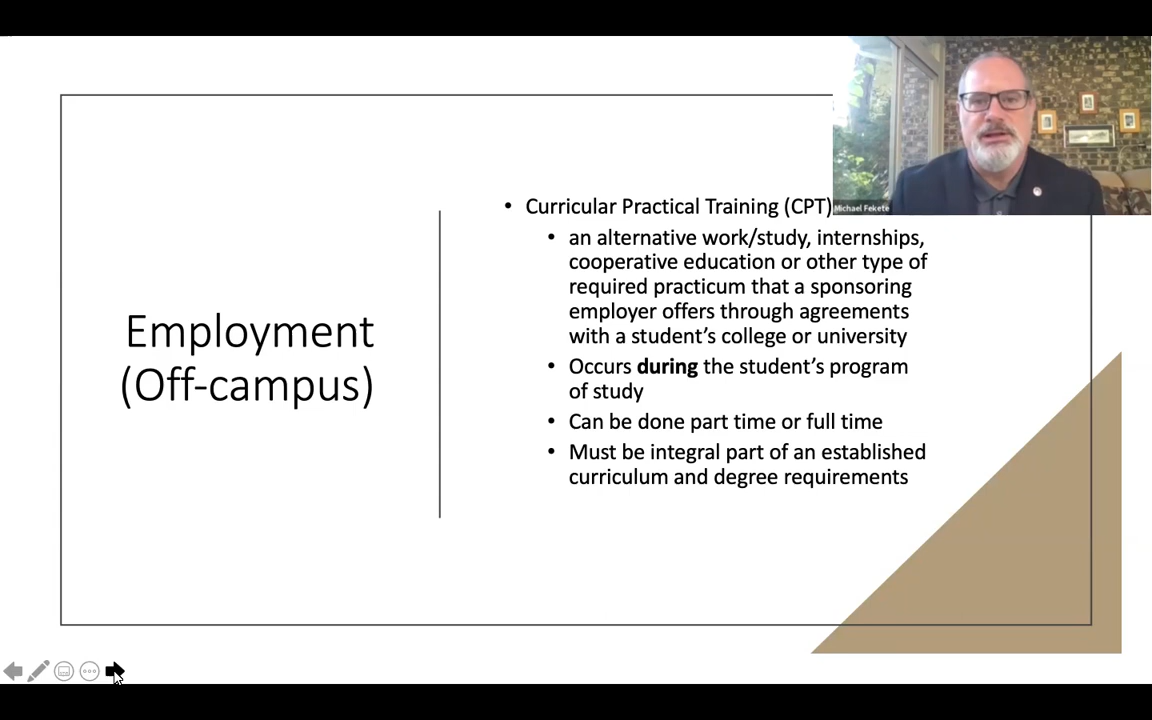 Michael Fekete
Employment
(Off-campus)
• Curricular Practical Training (CPT)
• an alternative work/study, internships,
cooperative education or other type of
required practicum that a sponsoring
employer offers through agreements
with a student’s college or university
• Occurs during the student’s program
of study
• Can be done part time or full time
• Must be integral part of an established
curriculum and degree requirements